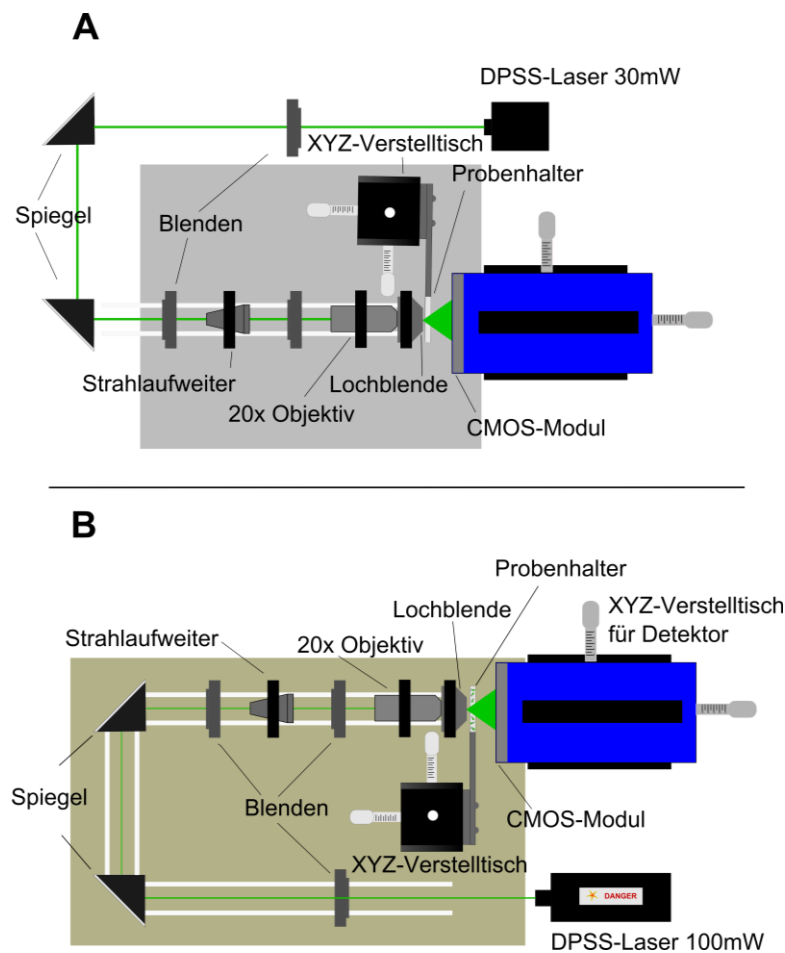 A
DPSS-Laser 30mW
XYZ-Verstelltisch
Probenhalter
Spiegel
Blenden
Strahlaufweiter
Lochblende
20x Objektiv
CMOS-Modul
B
Probenhalter
Lochblende
XYZ-Verstelltisch
für Detektor
Strahlaufweiter
20x Objektiv
Spiegel
Blenden
CMOS-Modul
XYZ-Verstelltisch
DANGER
DPSS-Laser 100mW